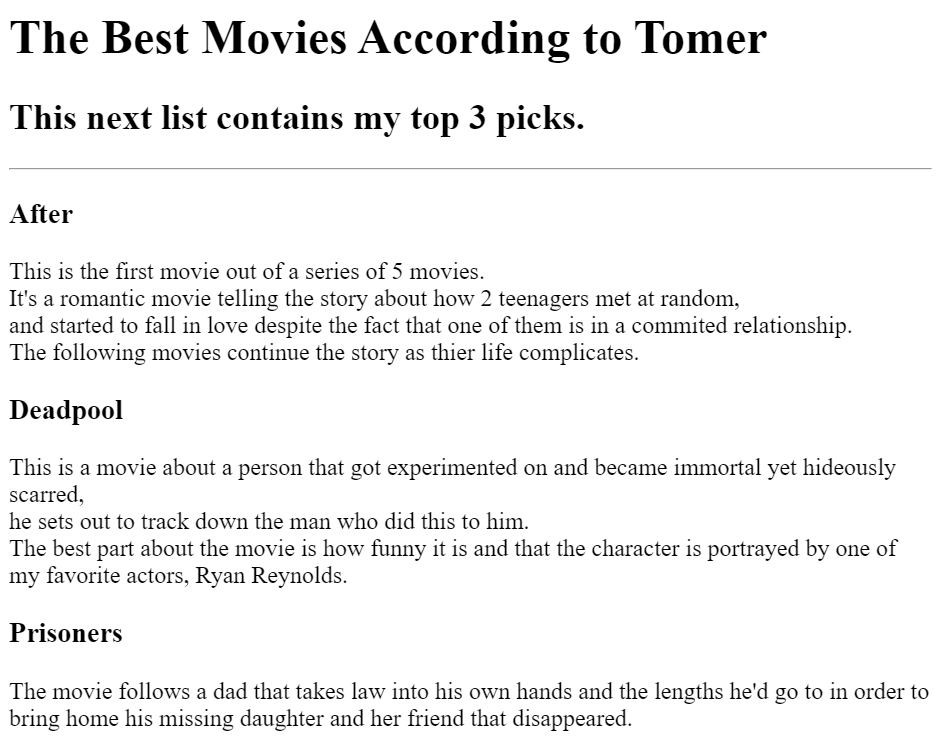 The Best Movies According to Tomer
This next list contains my top 3 picks.
After
This is the first movie out of a series of 5 movies.
It's a romantic movie telling the story about how 2 teenagers met at random,
and started to fall in love despite the fact that one of them is in a commited relationship.
The following movies continue the story as thier life complicates.
Deadpool
This is a movie about a person that got experimented on and became immortal yet hideously
scarred,
he sets out to track down the man who did this to him.
The best part about the movie is how funny it is and that the character is portrayed by one of
my favorite actors, Ryan Reynolds.
Prisoners
The movie follows a dad that takes law into his own hands and the lengths he'd go to in order to
bring home his missing daughter and her friend that disappeared.